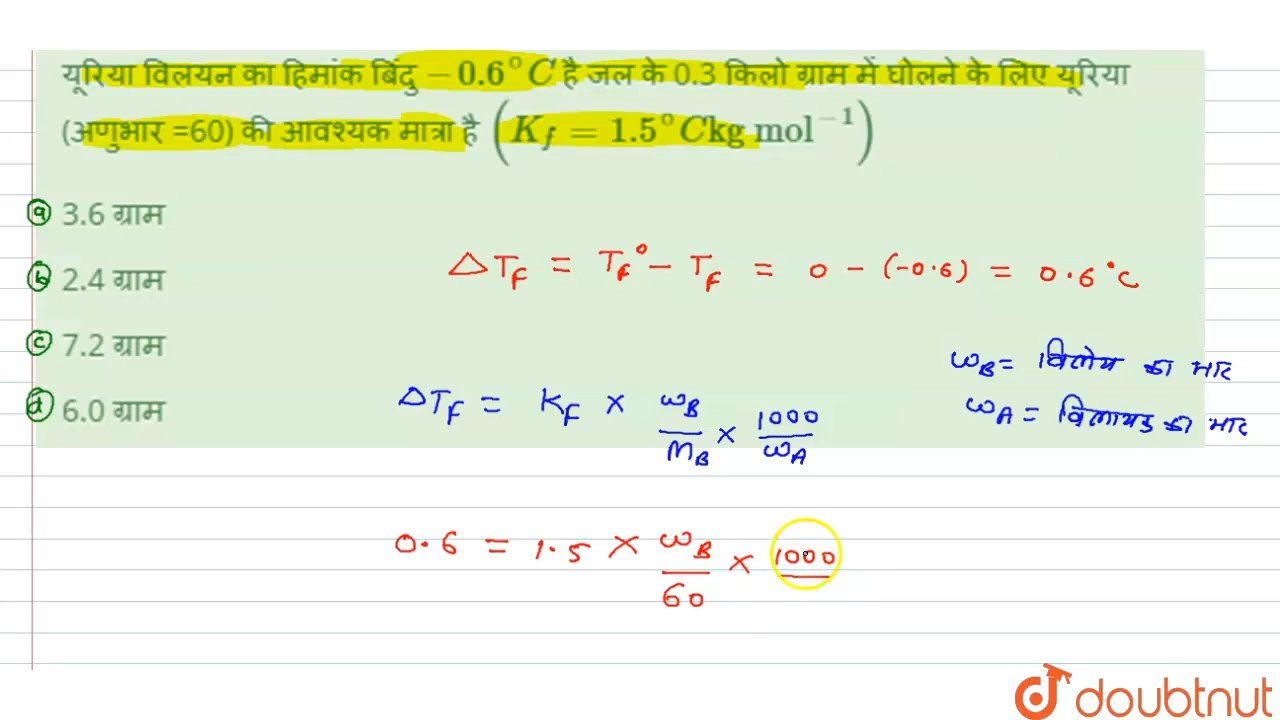 यूरिया विलयन का हिमांक बिंदु −0.6°C है जल के 0.3 किलो ग्राम में घोलने के लिए यूरिया
(अणुभार =60) की आवश्यक मात्रा है (K_f = 1.5°C kg mol⁻¹)
ⓐ 3.6 ग्राम
ⓑ 2.4 ग्राम
ⓒ 7.2 ग्राम
ⓓ 6.0 ग्राम
ΔT_F = T_F° − T_F = 0 − (−0.6) = 0.6°C
ω_B = विलेय का भार
ω_A = विलायक का भार
ΔT_F = K_F × ω_B/M_B × 1000/ω_A
0.6 = 1.5 × ω_B/60 × 1000
doubtnut